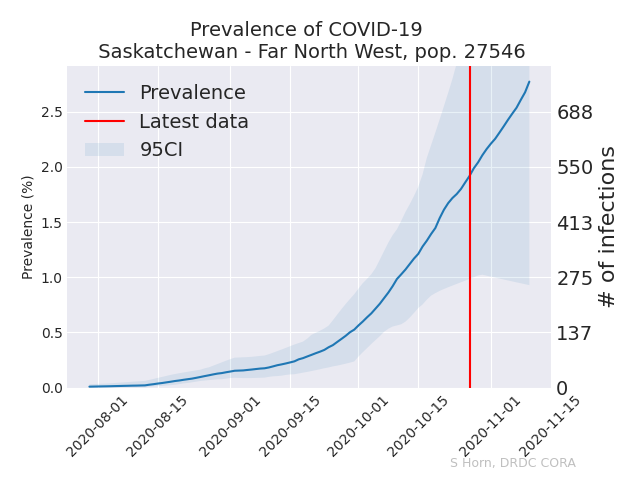 Prevalence of COVID-19
Saskatchewan - Far North West, pop. 27546
Prevalence
Latest data
95CI
Prevalence (%)
2.5
2.0
1.5
1.0
0.5
0.0
688
550
413
275
137
0
# of infections
2020-08-01
2020-08-15
2020-09-01
2020-09-15
2020-10-01
2020-10-15
2020-11-01
2020-11-15
S Horn, DRDC CORA